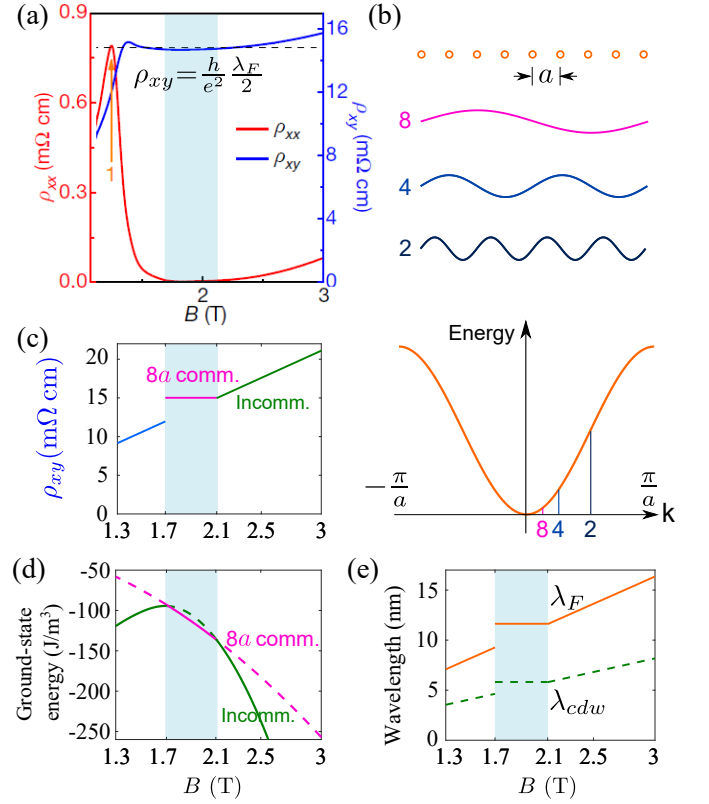 (a)
0.9
0.6
0.3
0.0
ρxx (mΩ cm)
16
12
8
4
0
ρxy (mΩ cm)
ρxy = h/e² λF/2
1
ρxx
ρxy
2
3
B (T)
(b)
a
8
4
2
Energy
-π/a
π/a
k
8 4 2
(c)
20
15
10
5
0
ρxy(mΩ cm)
8a comm.
Incomm.
1.3 1.7 2.1 2.5 3
(d)
-50
-100
-150
-200
-250
Ground-state
energy (J/m³)
8a comm.
Incomm.
1.3 1.7 2.1 2.5 3
B (T)
(e)
15
10
5
0
Wavelength (nm)
λF
λcdw
1.3 1.7 2.1 2.5 3
B (T)